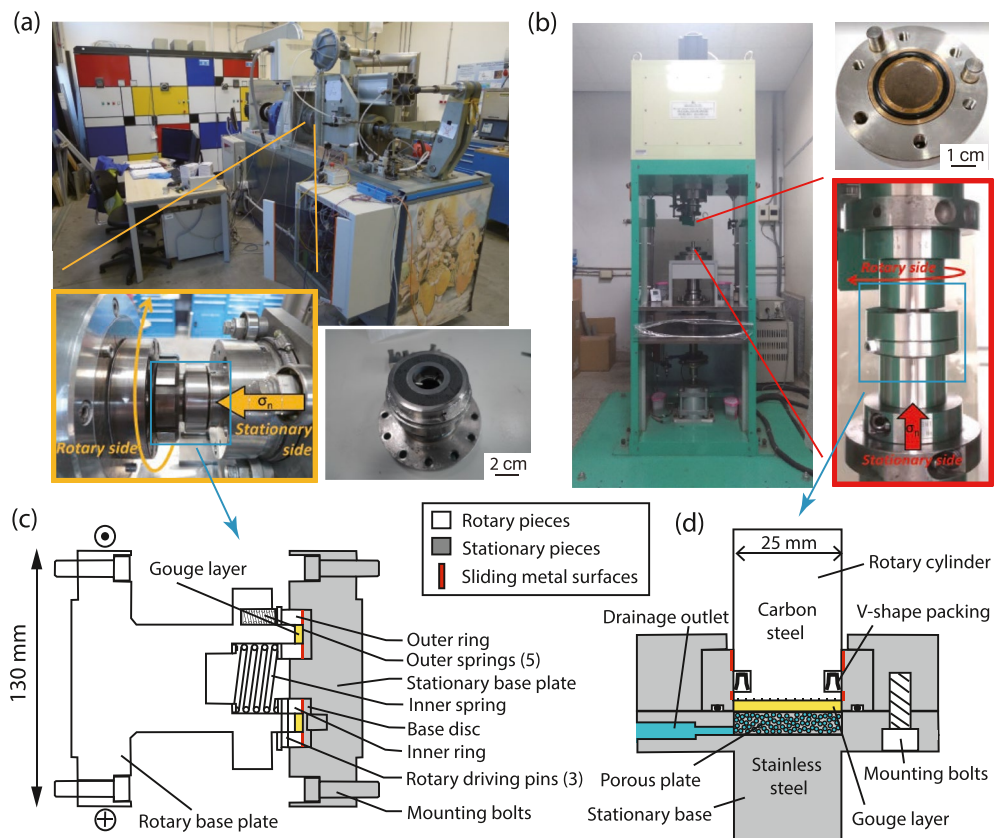 (a)
(b)
1 cm
Rotary side
σn
Stationary side
σn
Stationary
side
Rotary side
2 cm
(c)
Rotary pieces
Stationary pieces
Sliding metal surfaces
(d)
Gouge layer
130 mm
Outer ring
Outer springs (5)
Stationary base plate
Inner spring
Base disc
Inner ring
Rotary driving pins (3)
Mounting bolts
Rotary base plate
25 mm
Rotary cylinder
Drainage outlet
Carbon
steel
V-shape packing
Porous plate
Stationary base
Stainless
steel
Mounting bolts
Gouge layer